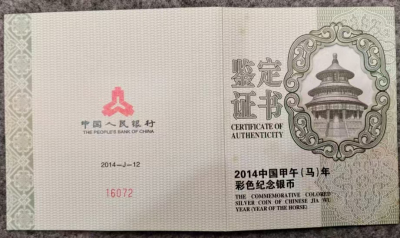 中国人民银行
THE PEOPLE'S BANK OF CHINA
2014-J-12
16072
鉴定
证书
CERTIFICATE OF
AUTHENTICITY
2014中国甲午(马)年
彩色纪念银币
THE COMMEMORATIVE COLORED
SILVER COIN OF CHINESE JIA WU
YEAR (YEAR OF THE HORSE)